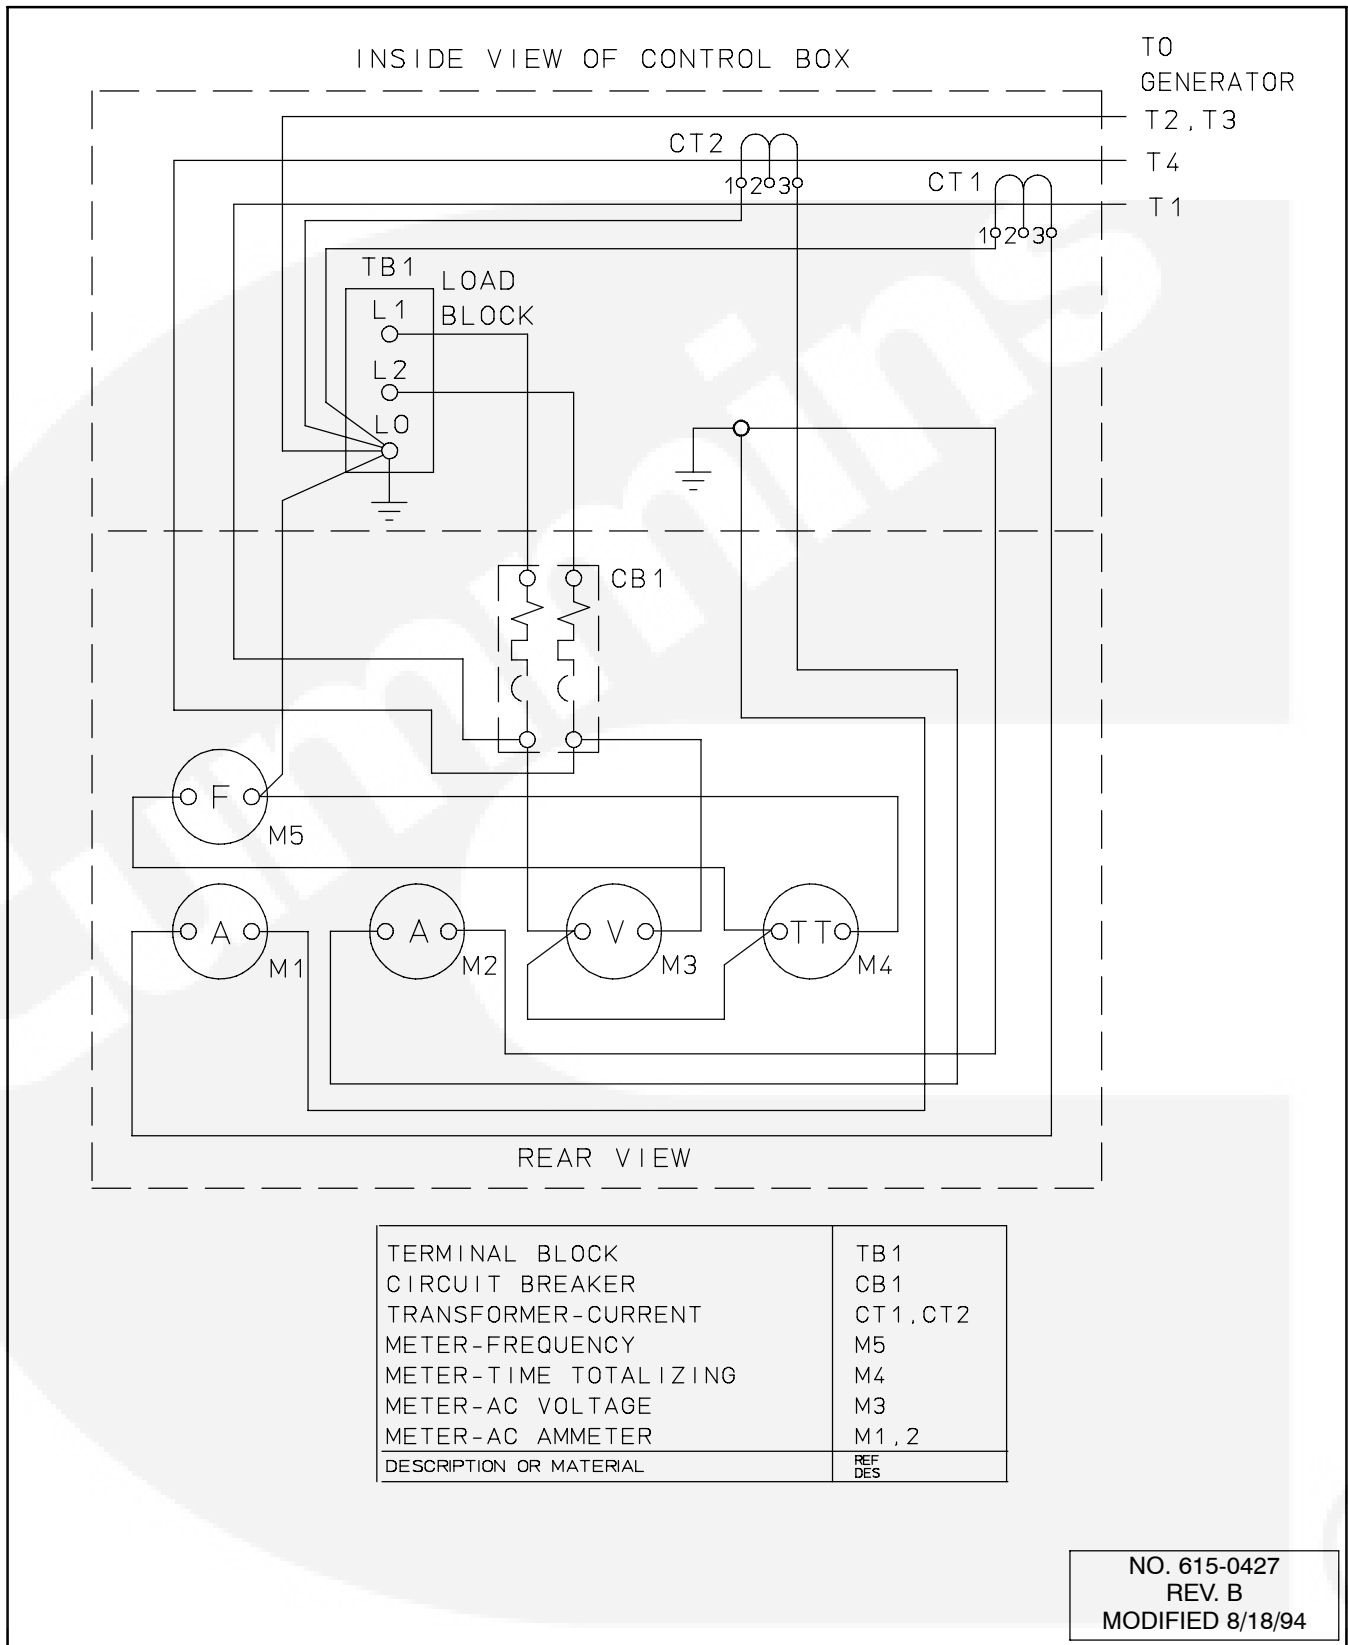 INSIDE VIEW OF CONTROL BOX
TO
GENERATOR
T2,T3
CT2
T4
1 2 3
CT1
T1
1 2 3
TB1
LOAD
BLOCK
L1
L2
LO
CB1
F
M5
A
M1
A
M2
V
M3
TT
M4
REAR VIEW
TERMINAL BLOCK TB1
CIRCUIT BREAKER CB1
TRANSFORMER-CURRENT CT1,CT2
METER-FREQUENCY M5
METER-TIME TOTALIZING M4
METER-AC VOLTAGE M3
METER-AC AMMETER M1,2
DESCRIPTION OR MATERIAL REF
DES
NO. 615-0427
REV. B
MODIFIED 8/18/94
Cummins